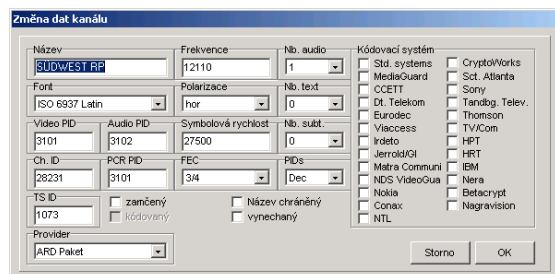 Změna dat kanálu
Název
SÜDWEST RP
Frekvence
12110
Nb. audio
1
Font
ISO 6937 Latin
Polarizace
hor
Nb. text
0
Video PID
3101
Audio PID
3102
Symbolová rychlost
27500
Nb. subt.
0
Ch. ID
28231
PCR PID
3101
FEC
3/4
PIDs
Dec
TS ID
1073
zamčený
kódovaný
Název chráněný
vynechaný
Provider
ARD Paket
Kódovací systém
Std. systems
MediaGuard
CCETT
Dt. Telekom
Eurodec
Viaccess
Irdeto
Jerrold/GI
Matra Communi
NDS VideoGua
Nokia
Conax
NTL
CryptoWorks
Sct. Atlanta
Sony
Tandbg. Telev.
Thomson
TV/Com
HPT
HRT
IBM
Nera
Betacrypt
Nagravision
Storno
OK